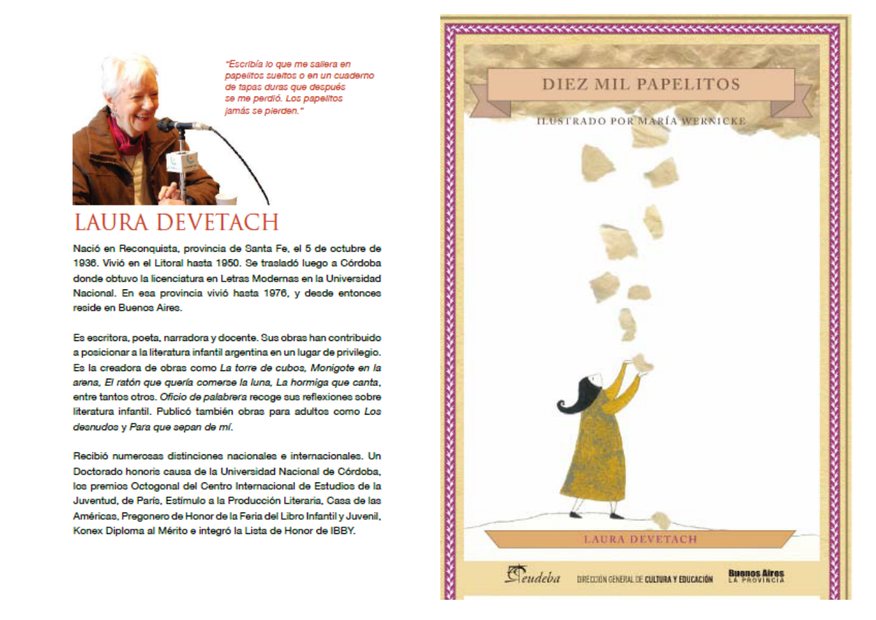 "Escribía lo que me saliera en
papelitos sueltos o en un cuaderno
de tapas duras que después
se me perdió. Los papelitos
jamás se pierden."
LAURA DEVETACH
Nació en Reconquista, provincia de Santa Fe, el 5 de octubre de
1936. Vivió en el Litoral hasta 1950. Se trasladó luego a Córdoba
donde obtuvo la licenciatura en Letras Modernas en la Universidad
Nacional. En esa provincia vivió hasta 1976, y desde entonces
reside en Buenos Aires.
Es escritora, poeta, narradora y docente. Sus obras han contribuido
a posicionar a la literatura infantil argentina en un lugar de privilegio.
Es la creadora de obras como La torre de cubos, Monigote en la
arena, El ratón que quería comerse la luna, La hormiga que canta,
entre tantos otros. Oficio de palabrera recoge sus reflexiones sobre
literatura infantil. Publicó también obras para adultos como Los
desnudos y Para que sepan de mí.
Recibió numerosas distinciones nacionales e internacionales. Un
Doctorado honoris causa de la Universidad Nacional de Córdoba,
los premios Octogonal del Centro Internacional de Estudios de la
Juventud, de París, Estímulo a la Producción Literaria, Casa de las
Américas, Pregonero de Honor de la Feria del Libro Infantil y Juvenil,
Konex Diploma al Mérito e integró la Lista de Honor de IBBY.
DIEZ MIL PAPELITOS
ILUSTRADO POR MARÍA WERNICKE
LAURA DEVETACH
eudeba
DIRECCIÓN GENERAL DE CULTURA Y EDUCACIÓN
Buenos Aires
LA PROVINCIA